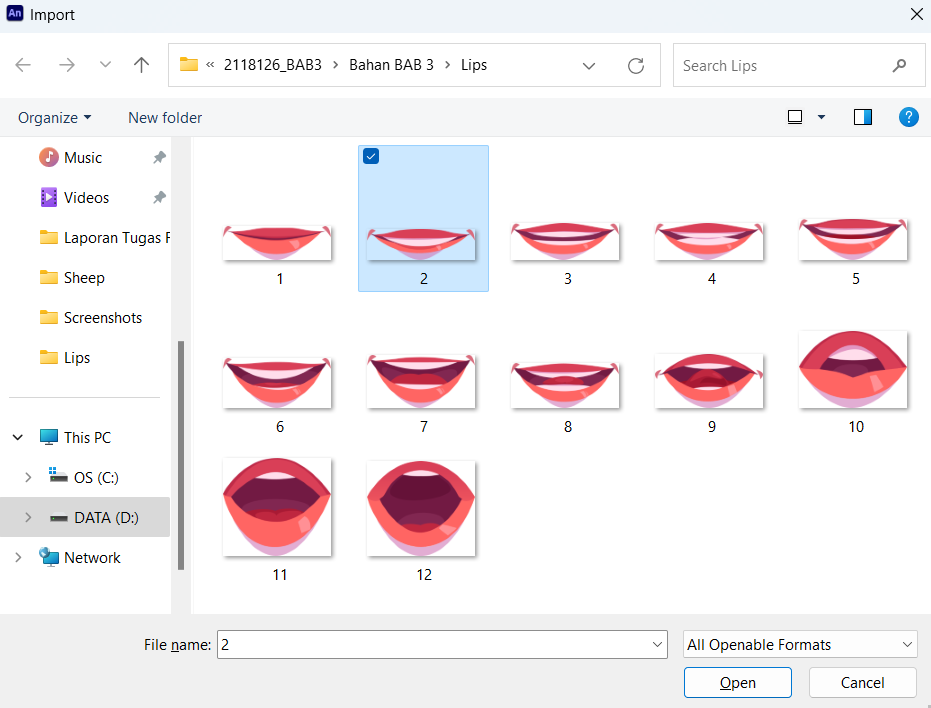 An Import
« 2118126_BAB3 > Bahan BAB 3 > Lips
Search Lips
Organize
New folder
?
Music
Videos
Laporan Tugas F
Sheep
Screenshots
Lips
This PC
OS (C:)
DATA (D:)
Network
1 2 3 4 5
6 7 8 9 10
11 12
File name: 2
All Openable Formats
Open
Cancel